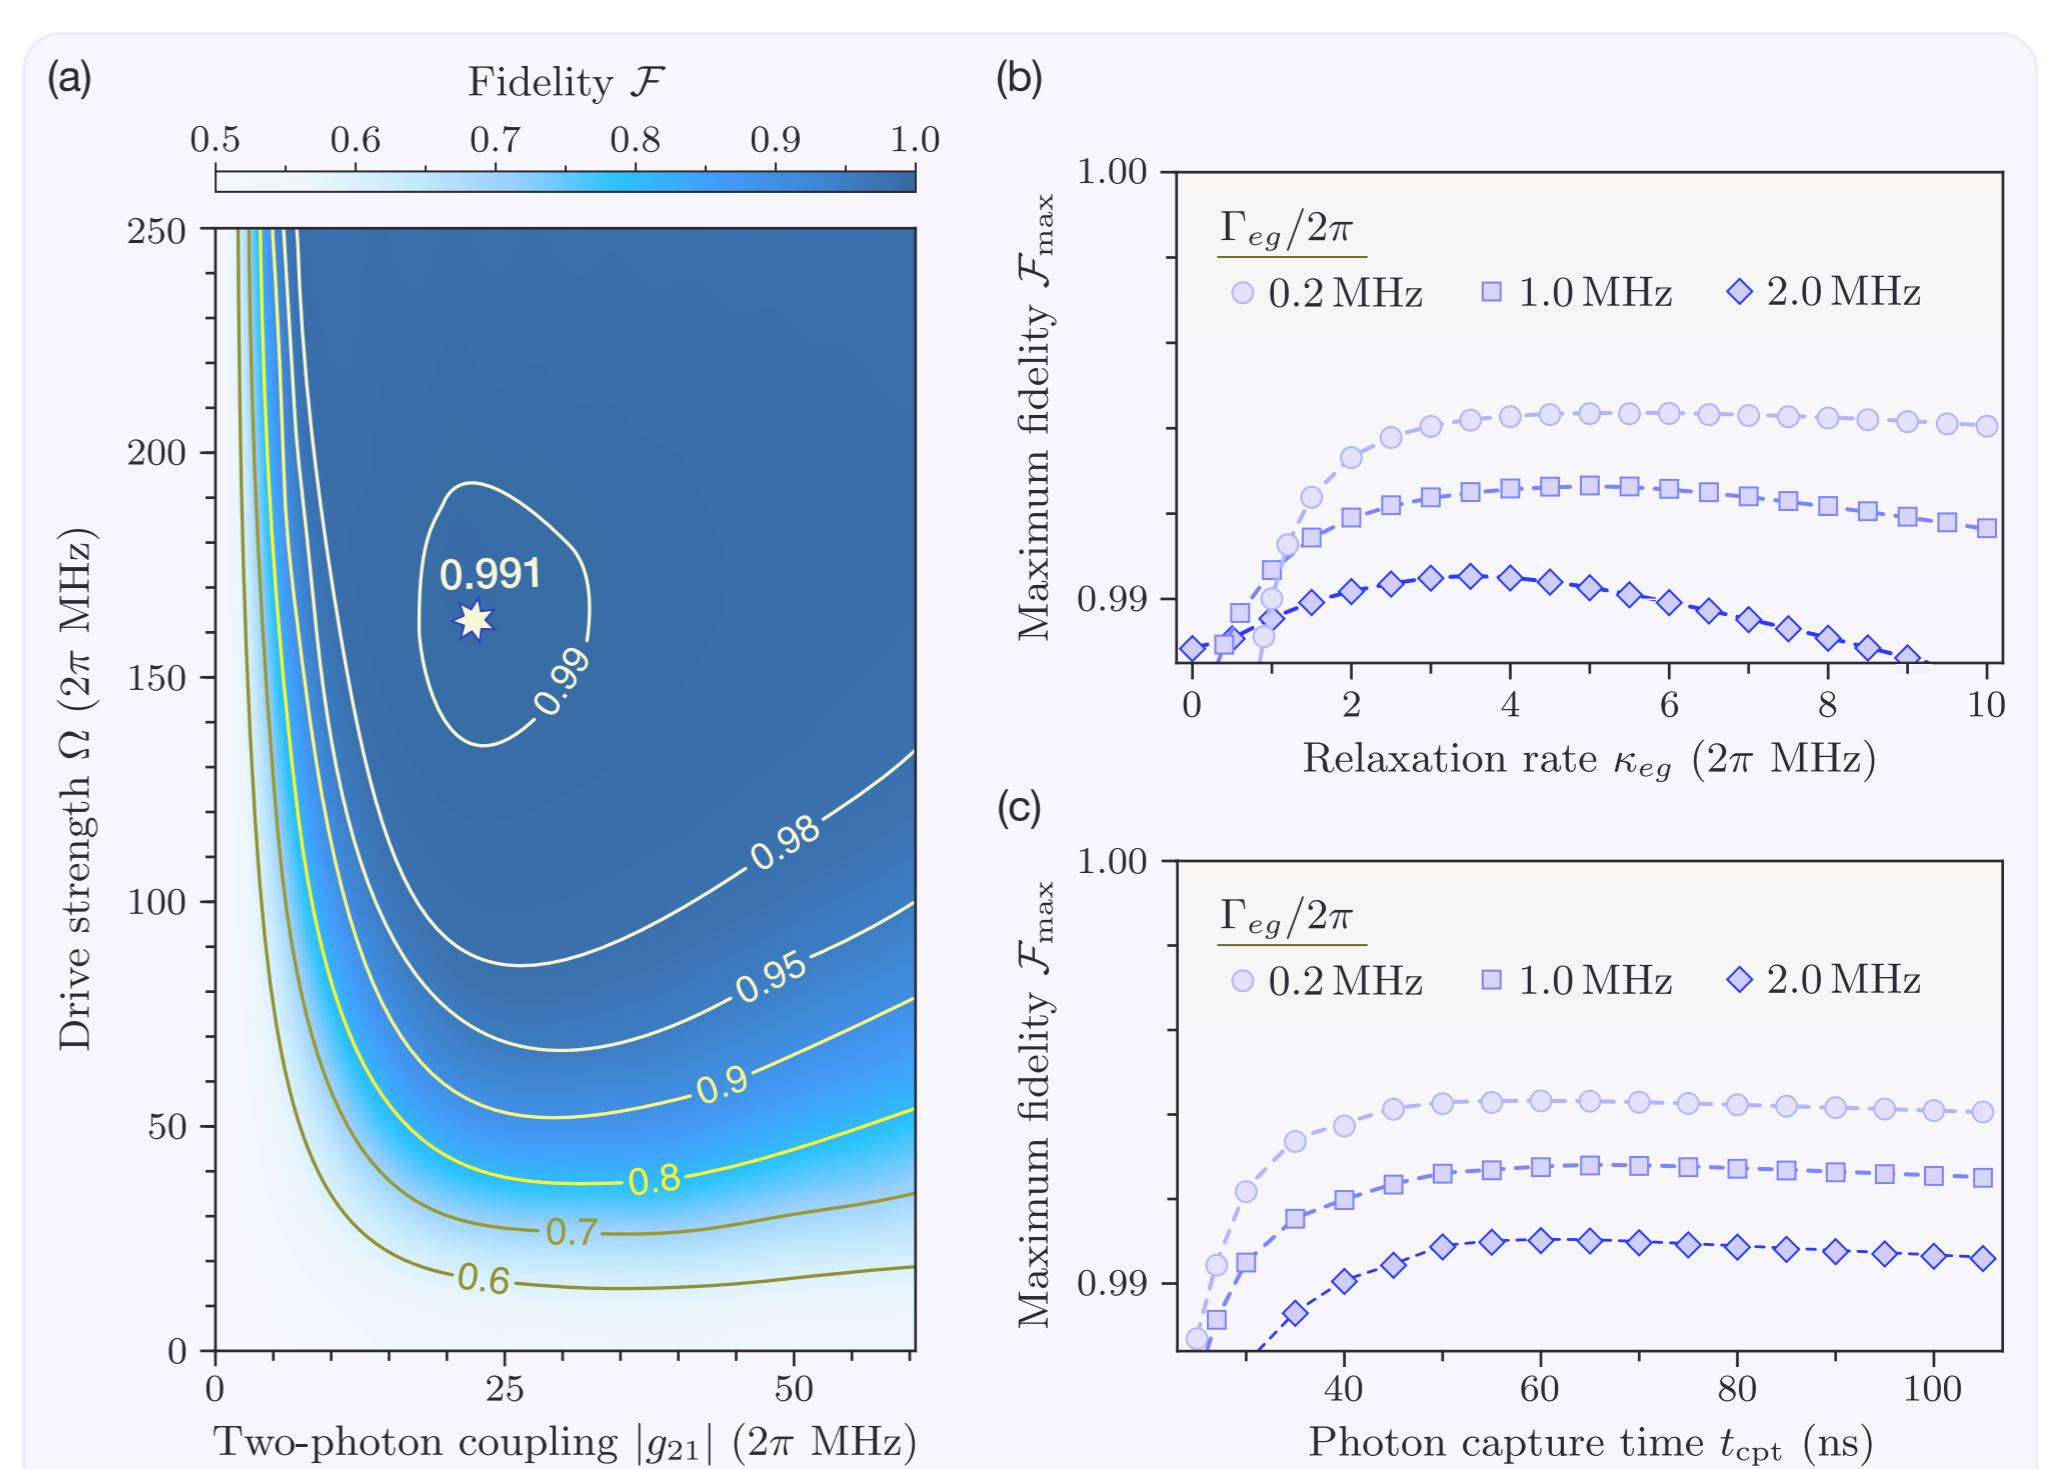 (a)
Fidelity ℱ
0.5 0.6 0.7 0.8 0.9 1.0
250
200
150
100
50
0
Drive strength Ω (2π MHz)
0.991
0.99
0.98
0.95
0.9
0.8
0.7
0.6
0 25 50
Two-photon coupling |g₂₁| (2π MHz)
(b)
1.00
0.99
Maximum fidelity ℱmax
Γeg/2π
0.2 MHz 1.0 MHz 2.0 MHz
0 2 4 6 8 10
Relaxation rate κeg (2π MHz)
(c)
1.00
0.99
Maximum fidelity ℱmax
Γeg/2π
0.2 MHz 1.0 MHz 2.0 MHz
40 60 80 100
Photon capture time tcpt (ns)